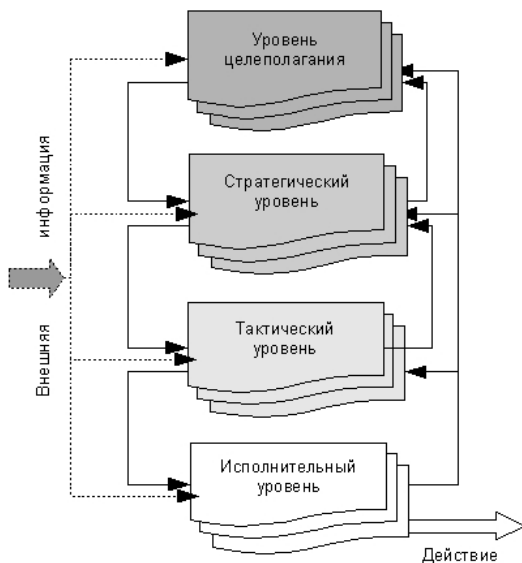 Уровень
целеполагания
Стратегический
уровень
Тактический
уровень
Исполнительный
уровень
Внешняя информация
Действие